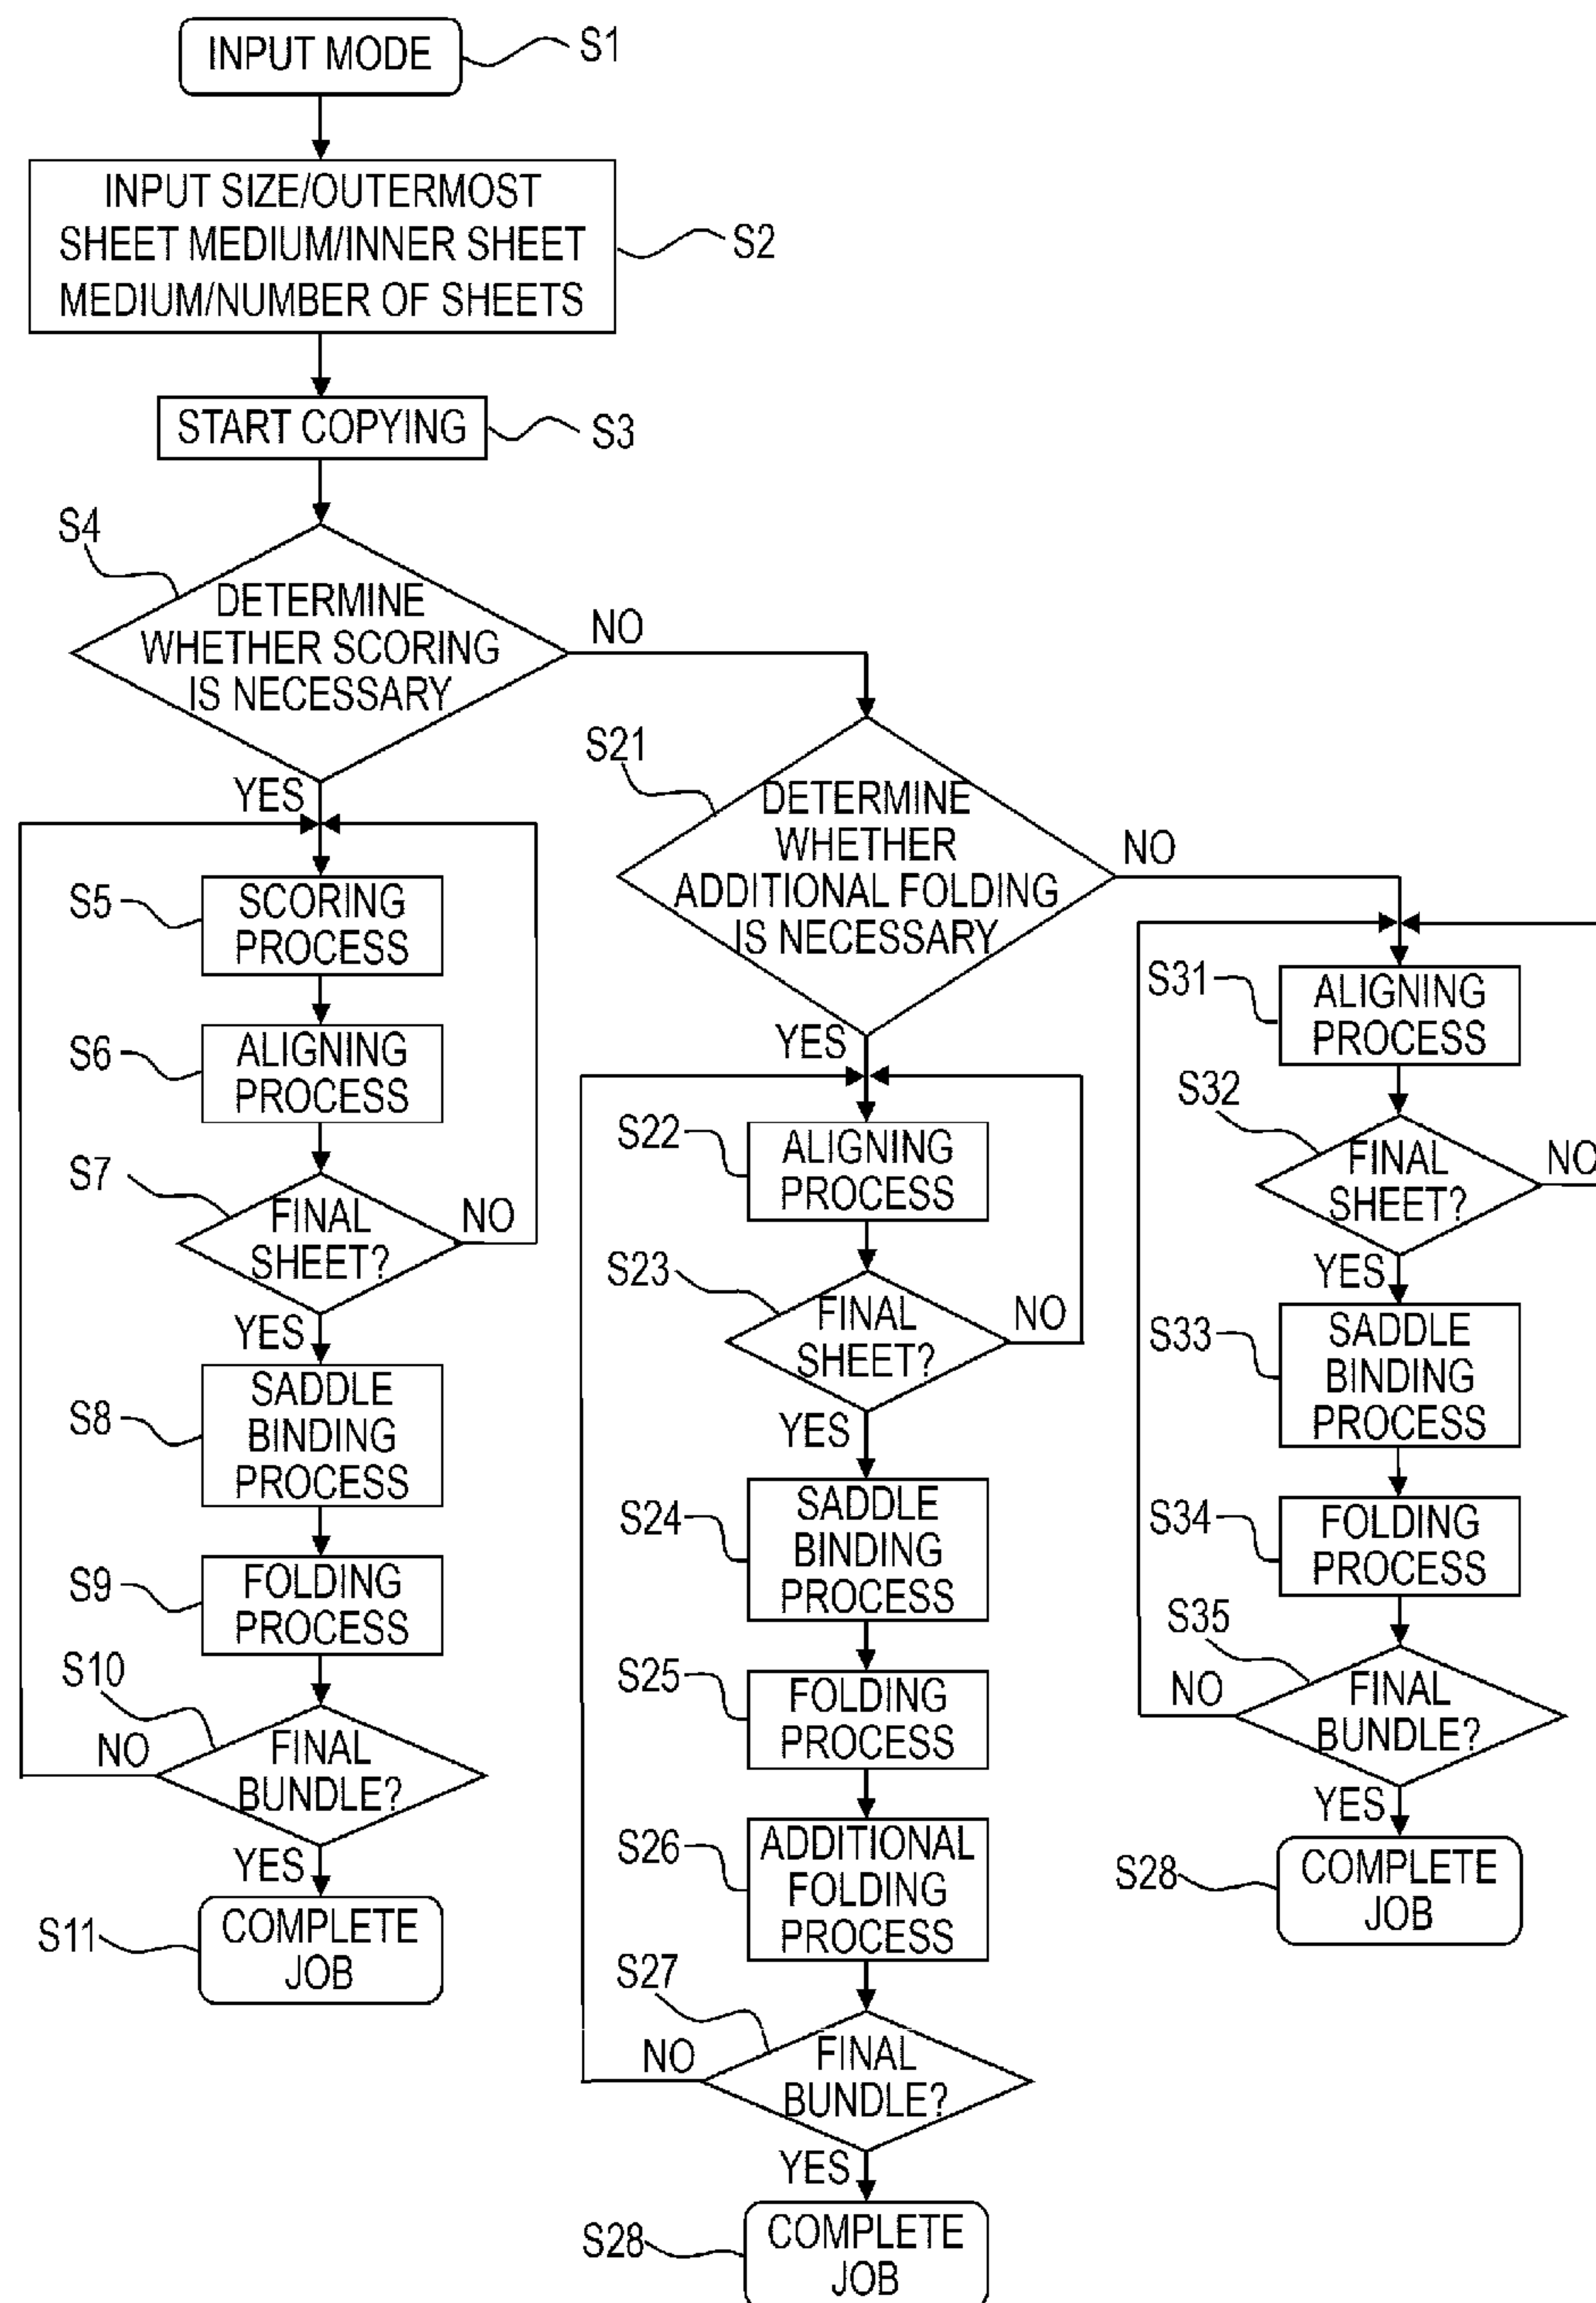 INPUT MODE
S1
INPUT SIZE/OUTERMOST
SHEET MEDIUM/INNER SHEET
MEDIUM/NUMBER OF SHEETS
S2
START COPYING
S3
S4
DETERMINE
WHETHER SCORING
IS NECESSARY
NO
YES
S5
SCORING
PROCESS
S6
ALIGNING
PROCESS
S7
FINAL
SHEET?
NO
YES
S8
SADDLE
BINDING
PROCESS
S9
FOLDING
PROCESS
S10
FINAL
BUNDLE?
NO
YES
S11
COMPLETE
JOB
S21
DETERMINE
WHETHER
ADDITIONAL FOLDING
IS NECESSARY
NO
YES
S22
ALIGNING
PROCESS
S23
FINAL
SHEET?
NO
YES
S24
SADDLE
BINDING
PROCESS
S25
FOLDING
PROCESS
S26
ADDITIONAL
FOLDING
PROCESS
S27
FINAL
BUNDLE?
NO
YES
S28
COMPLETE
JOB
S31
ALIGNING
PROCESS
S32
FINAL
SHEET?
NO
YES
S33
SADDLE
BINDING
PROCESS
S34
FOLDING
PROCESS
S35
FINAL
BUNDLE?
NO
YES
S28
COMPLETE
JOB